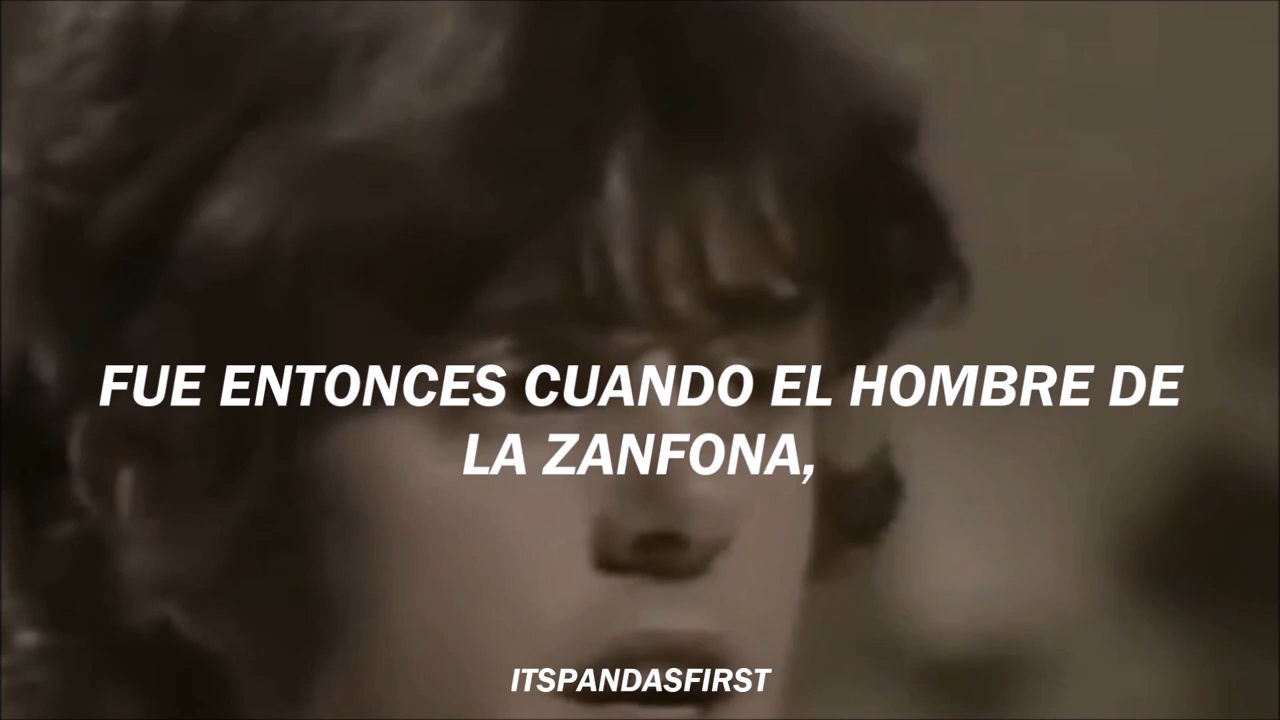 FUE ENTONCES CUANDO EL HOMBRE DE
LA ZANFONA,
ITSPANDASFIRST